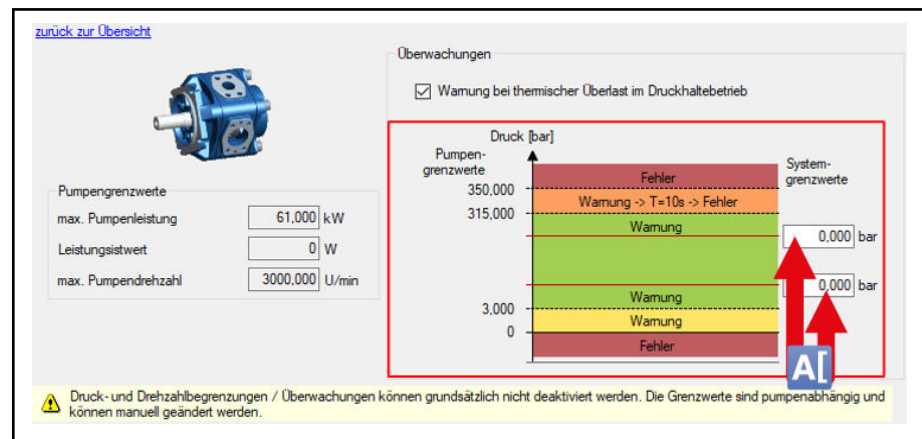 zurück zur Übersicht
Überwachungen
Warnung bei thermischer Überlast im Druckhaltebetrieb
Druck [bar]
Pumpen-
grenzwerte
System-
grenzwerte
Fehler
350,000
Warnung -> T=10s -> Fehler
315,000
Warnung
0,000 bar
0,000 bar
Warnung
3,000
Warnung
0
Fehler
A[
Pumpengrenzwerte
max. Pumpenleistung 61,000 kW
Leistungsistwert 0 W
max. Pumpendrehzahl 3000,000 U/min
Druck- und Drehzahlbegrenzungen / Überwachungen können grundsätzlich nicht deaktiviert werden. Die Grenzwerte sind pumpenabhängig und
können manuell geändert werden.